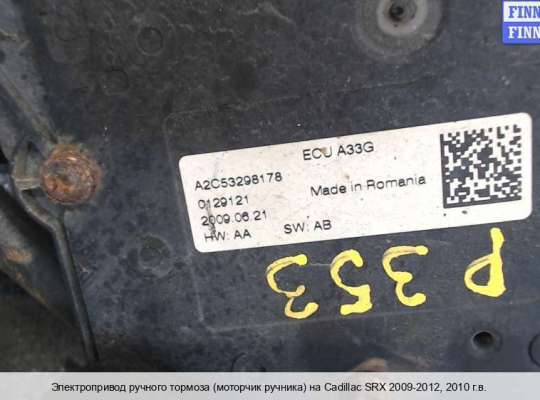 FINN
FINN
ECU A33G
A2C53298178
0129121
Made in Romania
2009.06.21
HW: AA SW: AB
P 353
Электропривод ручного тормоза (моторчик ручника) на Cadillac SRX 2009-2012, 2010 г.в.